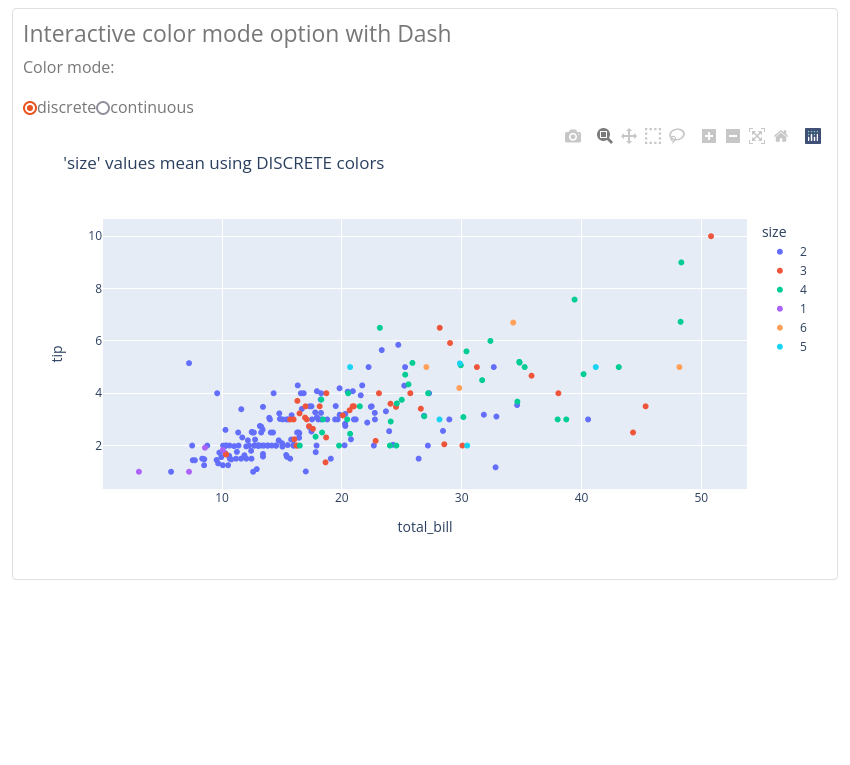 Interactive color mode option with Dash
Color mode:
discrete continuous
'size' values mean using DISCRETE colors
size
2
3
4
1
6
5
10
8
6
4
2
tip
10 20 30 40 50
total_bill